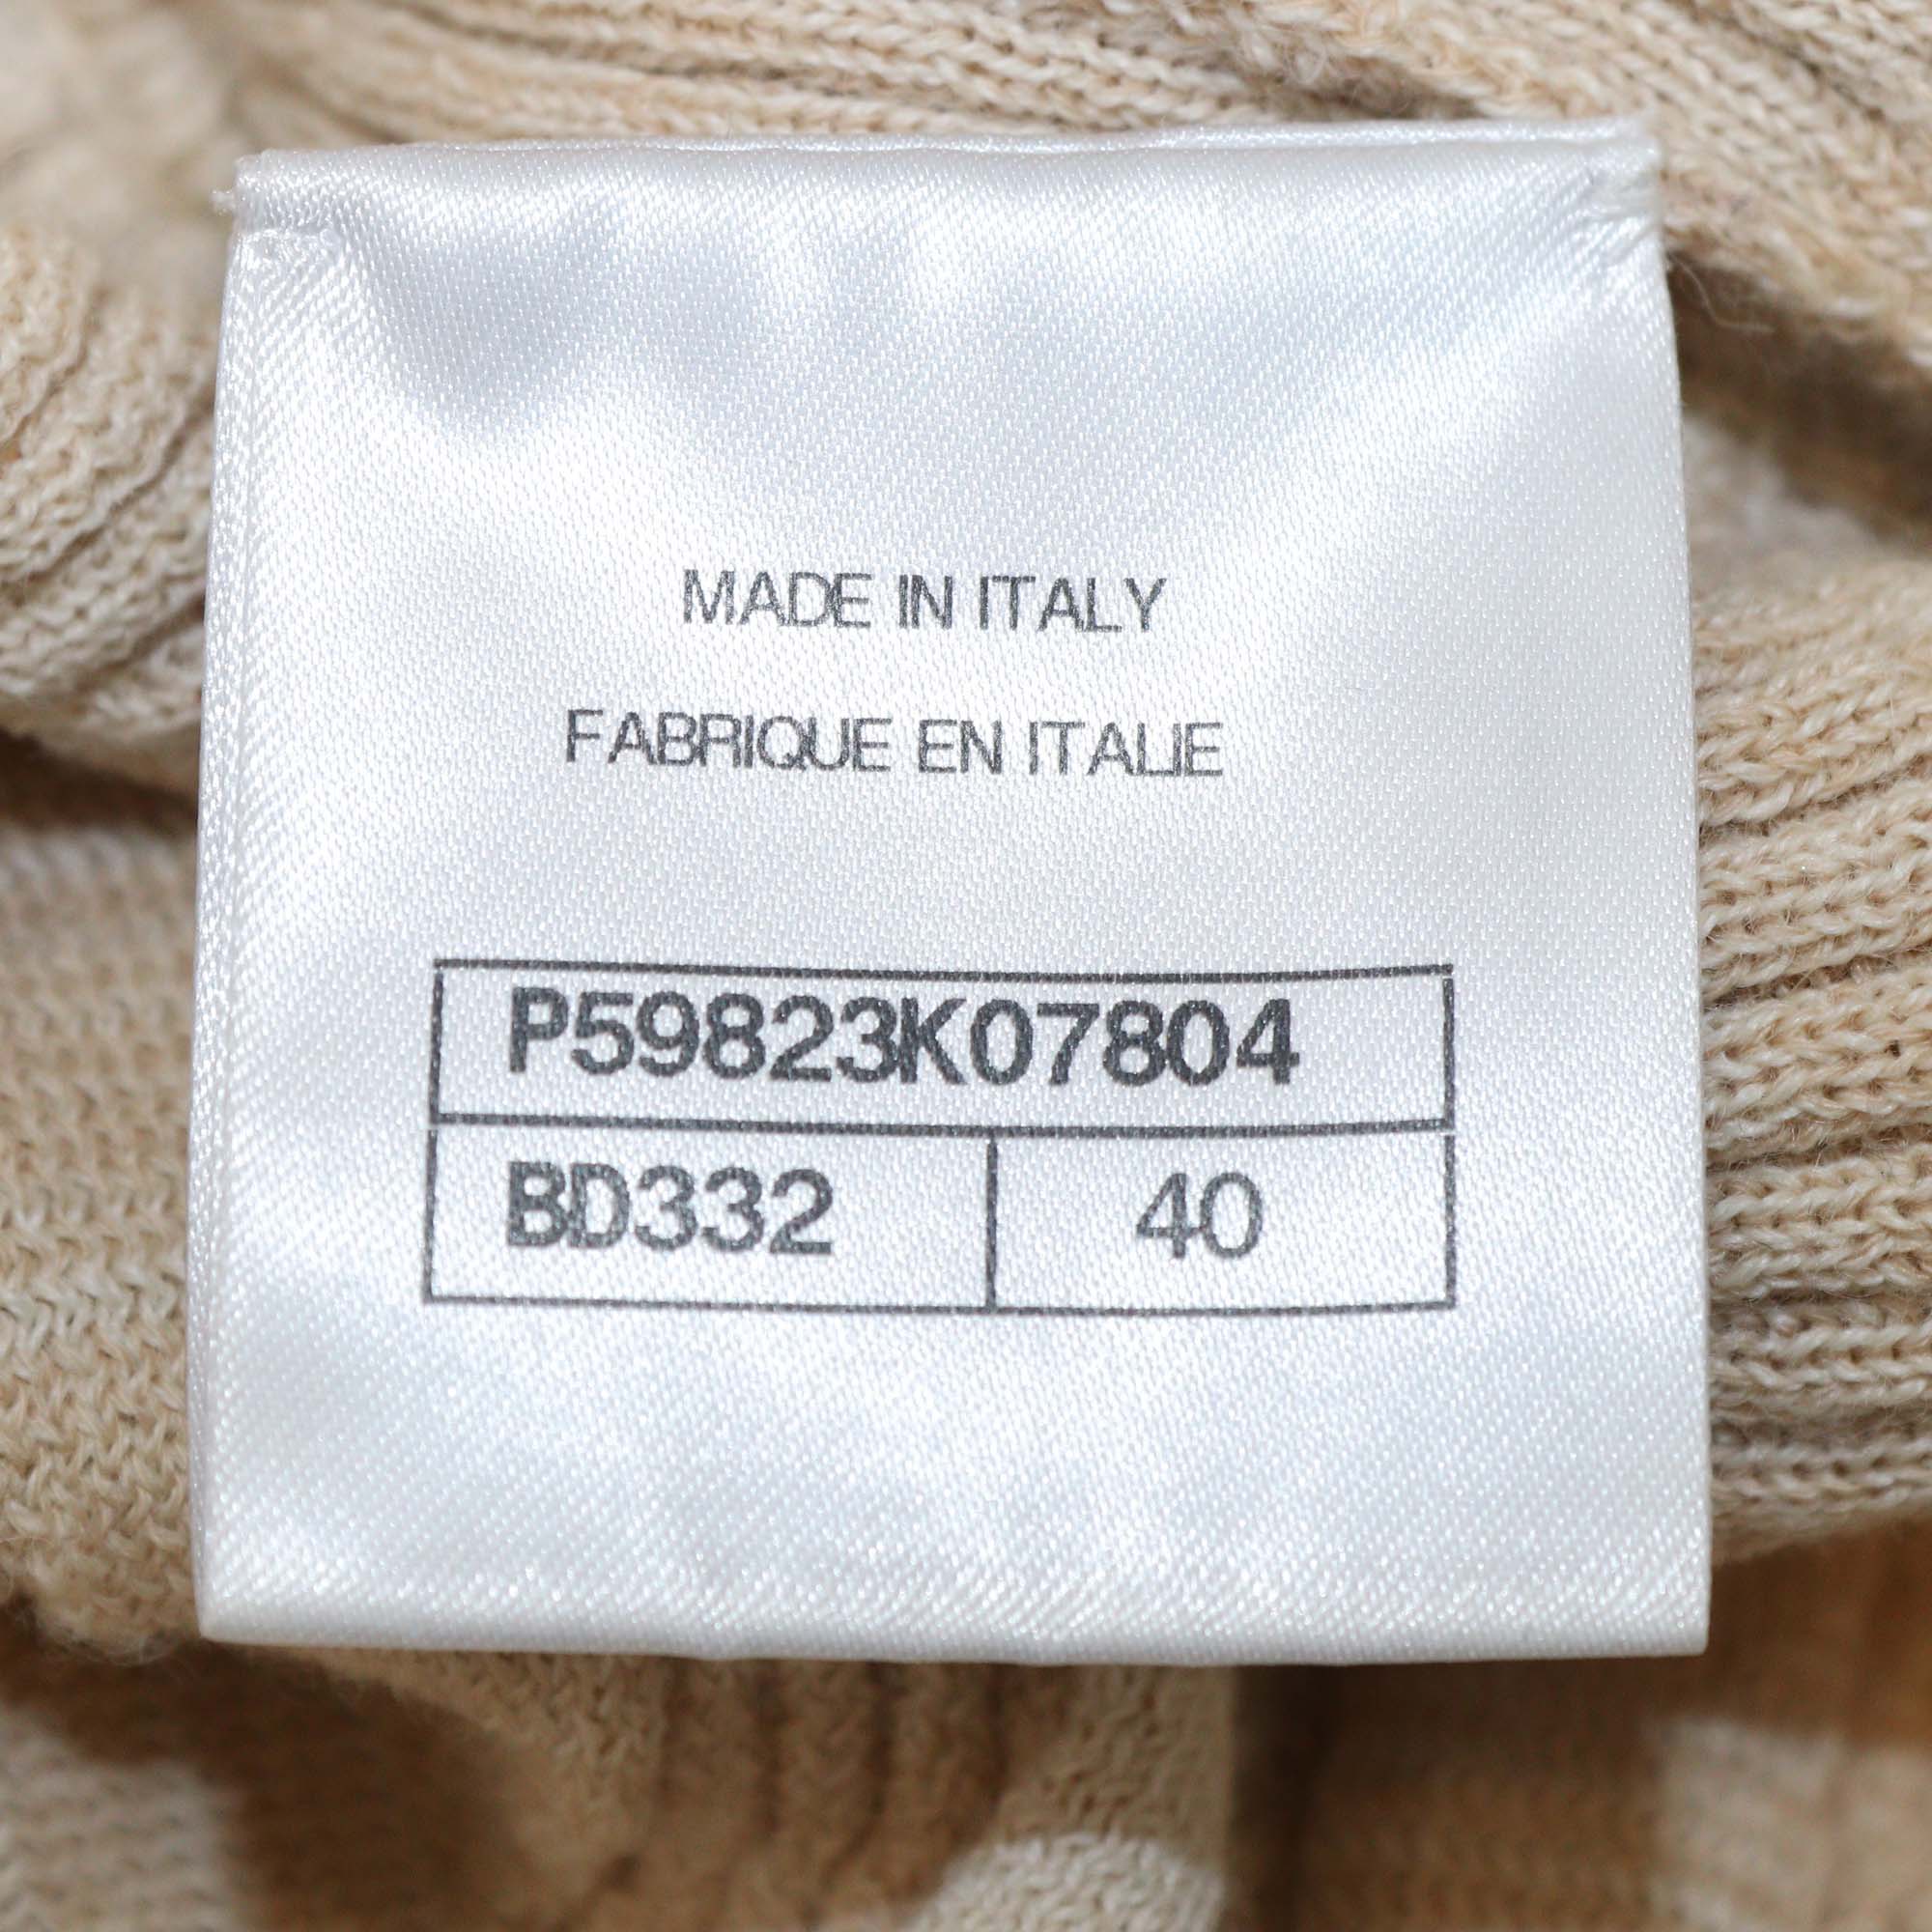 MADE IN ITALY
FABRIQUE EN ITALIE
P59823K07804
BD332 40